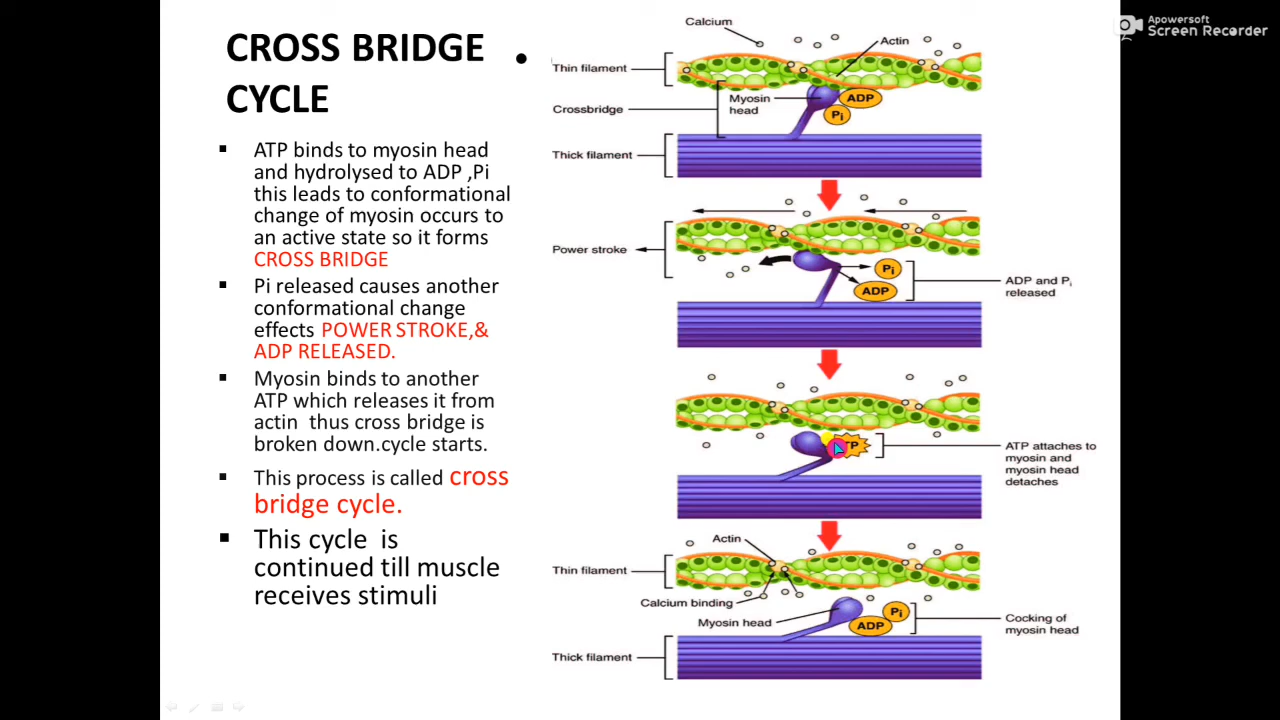 CROSS BRIDGE
CYCLE
▪ ATP binds to myosin head
and hydrolysed to ADP ,Pi
this leads to conformational
change of myosin occurs to
an active state so it forms
CROSS BRIDGE
▪ Pi released causes another
conformational change
effects POWER STROKE,&
ADP RELEASED.
▪ Myosin binds to another
ATP which releases it from
actin thus cross bridge is
broken down.cycle starts.
▪ This process is called cross
bridge cycle.
▪ This cycle is
continued till muscle
receives stimuli
•
Calcium
Actin
Thin filament
Myosin
head
ADP
Pi
Crossbridge
Thick filament
Power stroke
Pi
ADP
ADP and Pi
released
ATP attaches to
myosin and
myosin head
detaches
Actin
Thin filament
Calcium binding
Myosin head
Pi
ADP
Cocking of
myosin head
Thick filament
Apowersoft
Screen Recorder